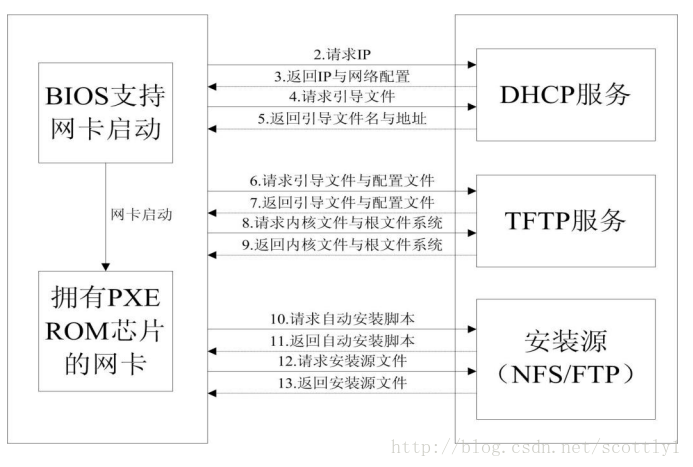 BIOS支持
网卡启动
网卡启动
拥有PXE
ROM芯片
的网卡
2.请求IP
3.返回IP与网络配置
4.请求引导文件
5.返回引导文件名与地址
6.请求引导文件与配置文件
7.返回引导文件与配置文件
8.请求内核文件与根文件系统
9.返回内核文件与根文件系统
10.请求自动安装脚本
11.返回自动安装脚本
12.请求安装源文件
13.返回安装源文件
DHCP服务
TFTP服务
安装源
（NFS/FTP）
http://blog.csdn.net/scottly1